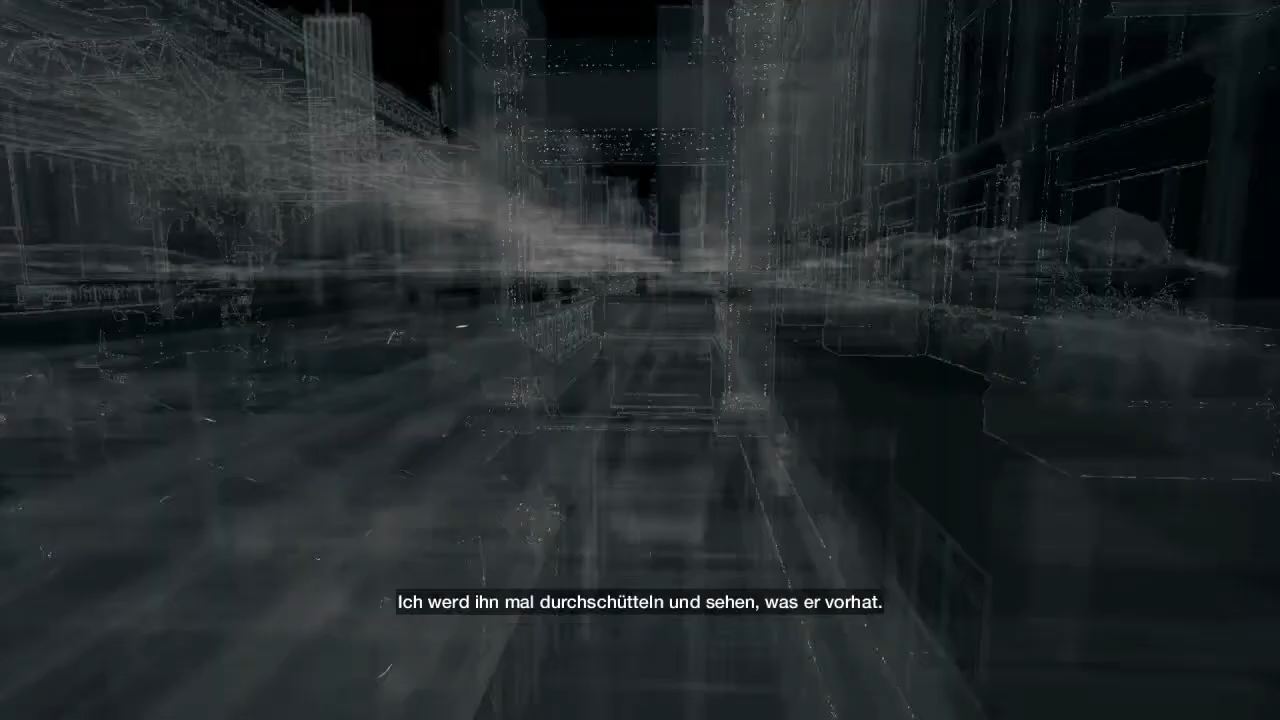 Ich werd ihn mal durchschütteln und sehen, was er vorhat.